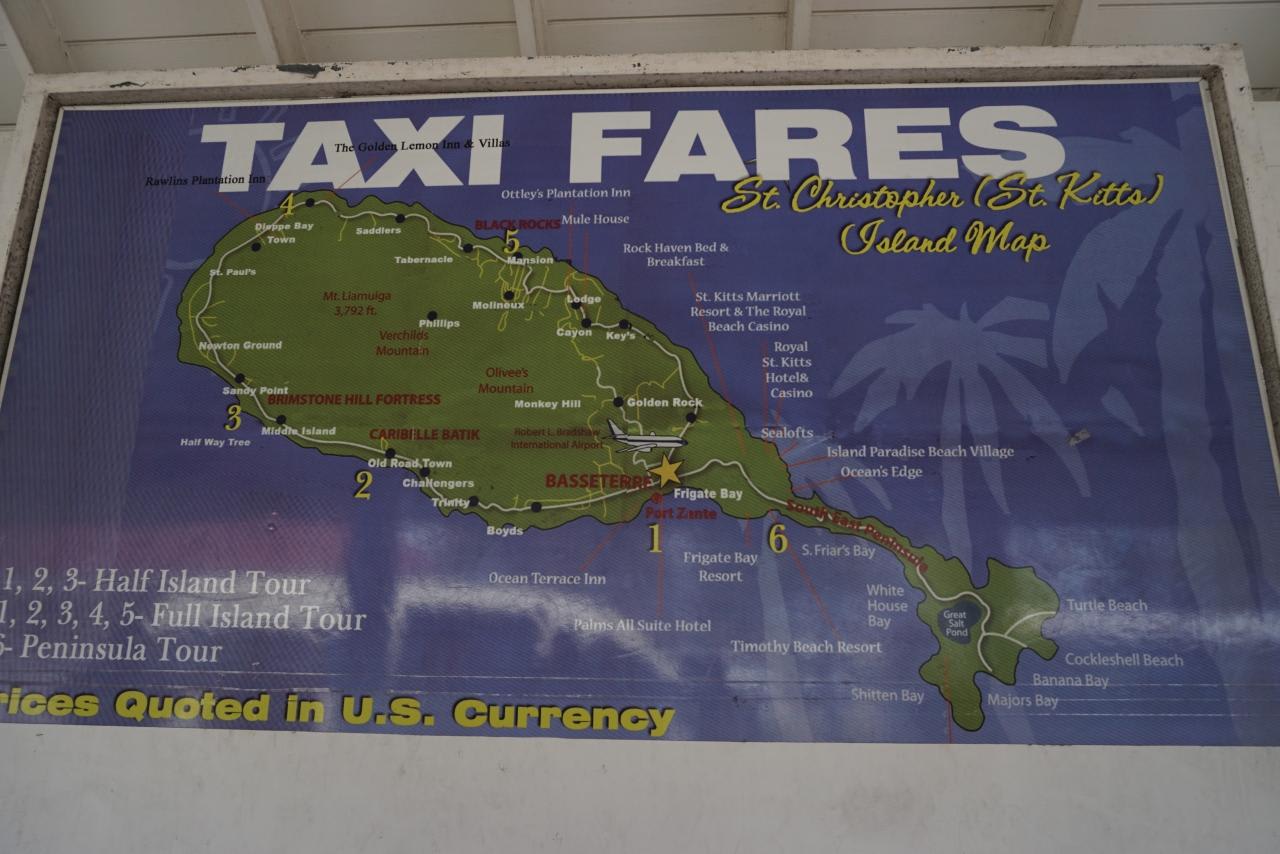 TAXI FARES
St. Christopher (St. Kitts)
Island Map
The Golden Lemon Inn & Villas
Rawlins Plantation Inn
Ottley's Plantation Inn
Mule House
Rock Haven Bed &
Breakfast
St. Kitts Marriott
Resort & The Royal
Beach Casino
Royal
St. Kitts
Hotel&
Casino
Sealofts
Island Paradise Beach Village
Ocean's Edge
4
Dieppe Bay
Town
Saddlers
BLACK ROCKS
5
Mansion
Tabernacle
St. Paul's
Mt. Liamuiga
3,792 ft.
Molineux
Lodge
Phillips
Cayon
Key's
Verchilds
Mountain
Newton Ground
Olivee's
Mountain
Sandy Point
BRIMSTONE HILL FORTRESS
Monkey Hill
Golden Rock
3
Half Way Tree
Middle Island
CARIBELLE BATIK
Robert L. Bradshaw
International Airport
Old Road Town
2
Challengers
BASSETERRE
Frigate Bay
Trinity
Port Zante
Boyds
1
6
South East Peninsula
S. Friar's Bay
Frigate Bay
Resort
Ocean Terrace Inn
Palms All Suite Hotel
Timothy Beach Resort
White
House
Bay
Great
Salt
Pond
Turtle Beach
Cockleshell Beach
Banana Bay
Majors Bay
Shitten Bay
1, 2, 3- Half Island Tour
1, 2, 3, 4, 5- Full Island Tour
6- Peninsula Tour
rices Quoted in U.S. Currency